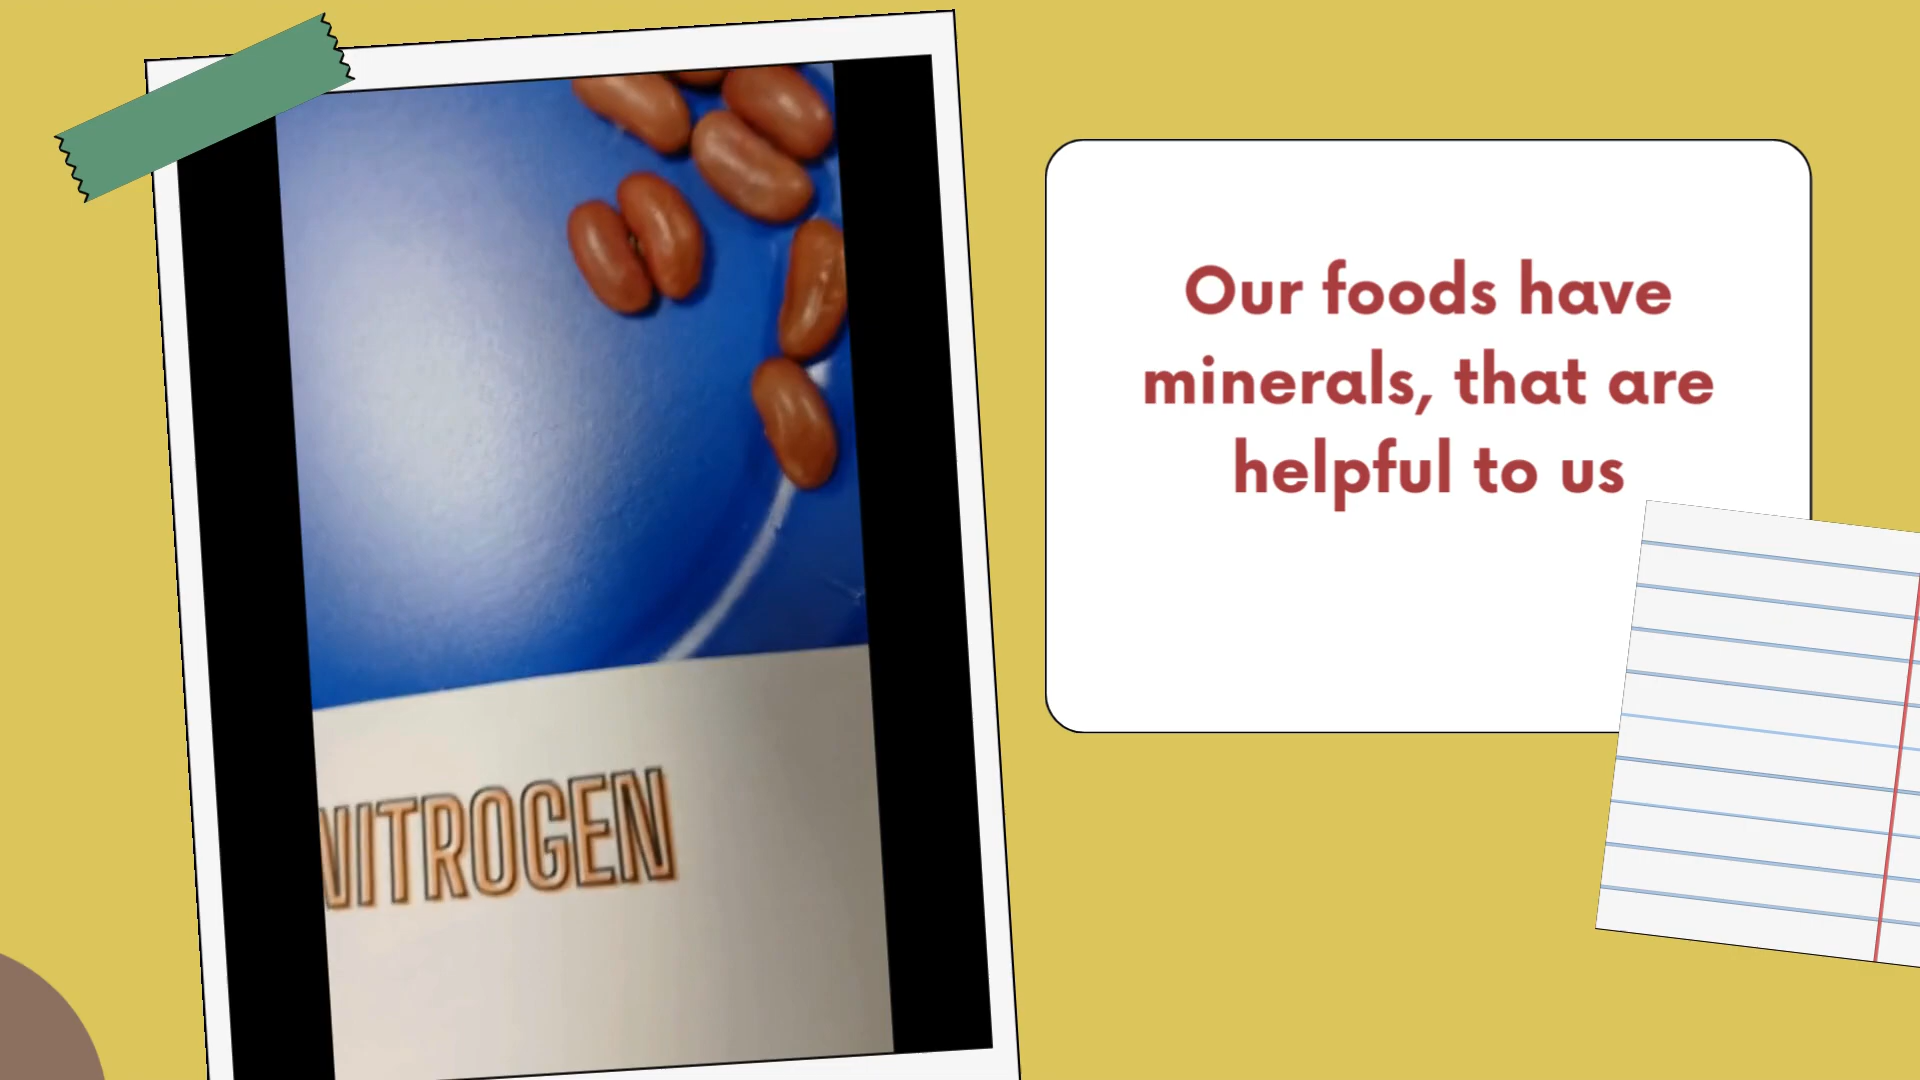 Our foods have
minerals, that are
helpful to us
NITROGEN